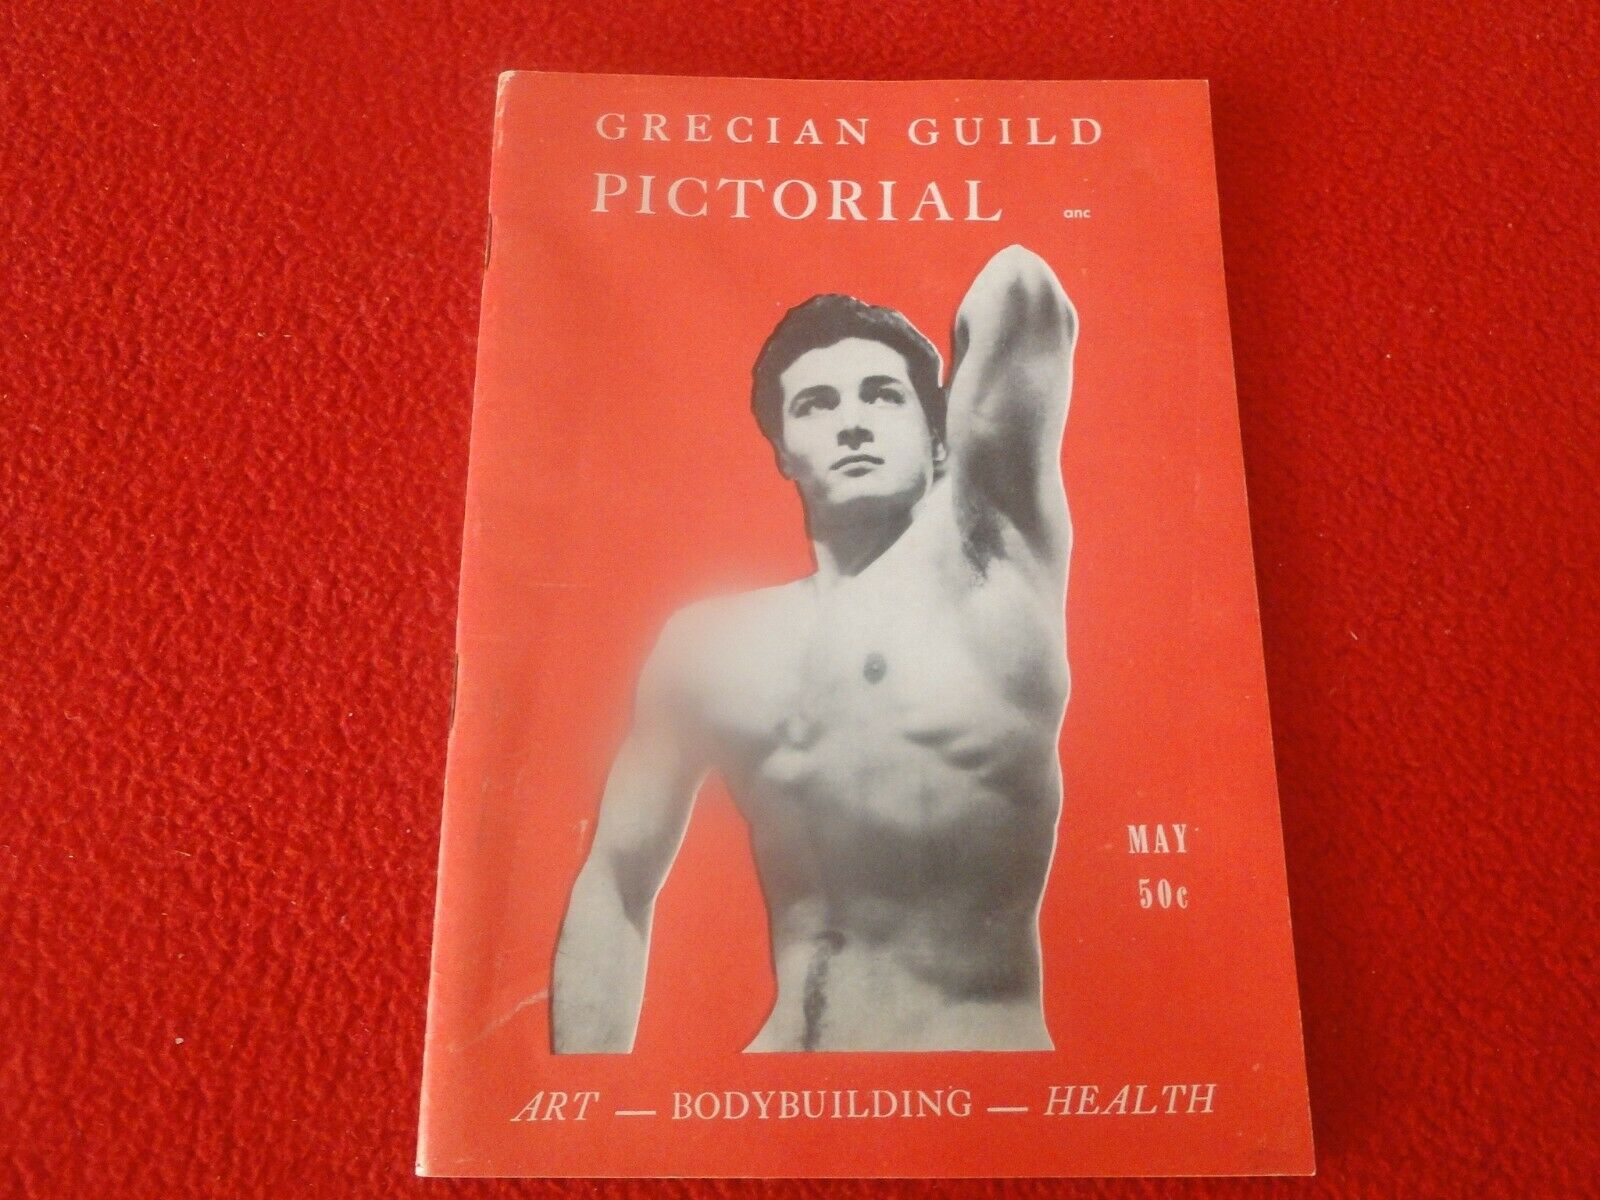 GRECIAN GUILD
PICTORIAL
anc
MAY
50c
ART — BODYBUILDING — HEALTH